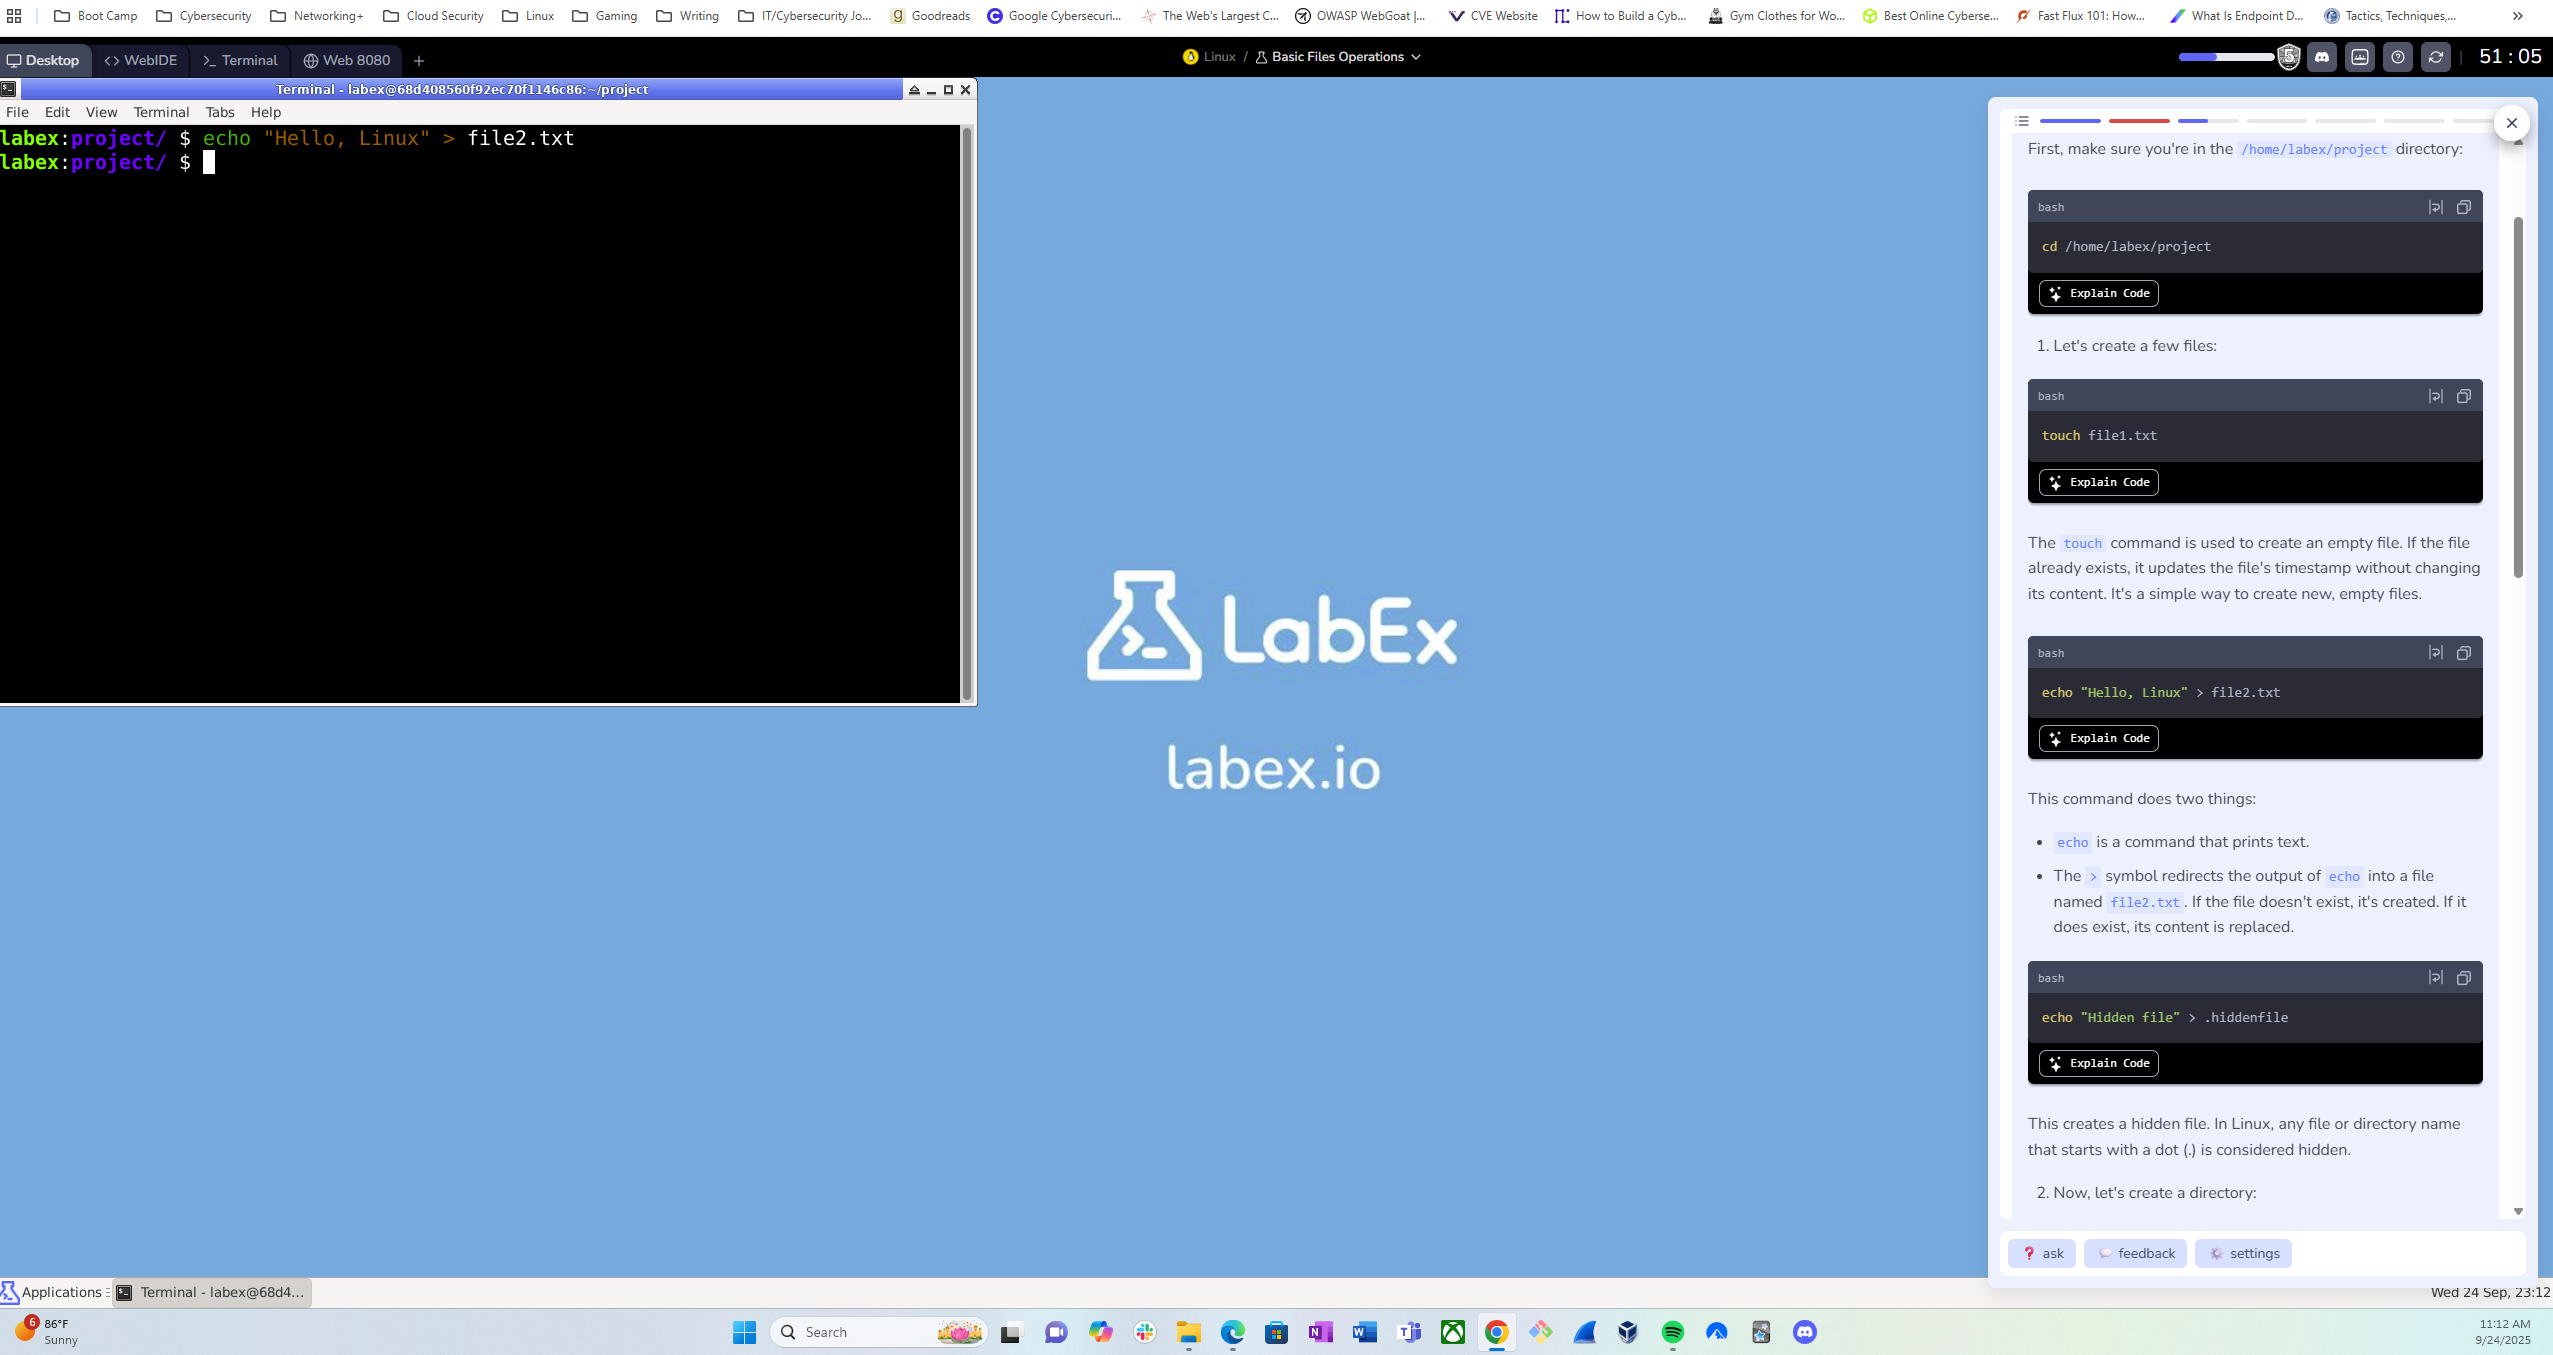 Boot Camp Cybersecurity Networking+ Cloud Security Linux Gaming Writing IT/Cybersecurity Jo... Goodreads Google Cybersecuri... The Web's Largest C... OWASP WebGoat |... CVE Website How to Build a Cyb... Gym Clothes for Wo... Best Online Cyberse... Fast Flux 101: How... What Is Endpoint D... Tactics, Techniques,... »
Desktop WebIDE Terminal Web 8080 + Linux / Basic Files Operations 5 51 : 05
Terminal - labex@68d408560f92ec70f1146c86:~/project
File Edit View Terminal Tabs Help
labex:project/ $ echo "Hello, Linux" > file2.txt
labex:project/ $
LabEx
labex.io
First, make sure you're in the /home/labex/project directory:
bash
cd /home/labex/project
Explain Code
1. Let's create a few files:
bash
touch file1.txt
Explain Code
The touch command is used to create an empty file. If the file
already exists, it updates the file's timestamp without changing
its content. It's a simple way to create new, empty files.
bash
echo "Hello, Linux" > file2.txt
Explain Code
This command does two things:
• echo is a command that prints text.
• The > symbol redirects the output of echo into a file
named file2.txt. If the file doesn't exist, it's created. If it
does exist, its content is replaced.
bash
echo "Hidden file" > .hiddenfile
Explain Code
This creates a hidden file. In Linux, any file or directory name
that starts with a dot (.) is considered hidden.
2. Now, let's create a directory:
? ask feedback settings
Applications Terminal - labex@68d4... Wed 24 Sep, 23:12
6 86°F
Sunny
Search
11:12 AM
9/24/2025